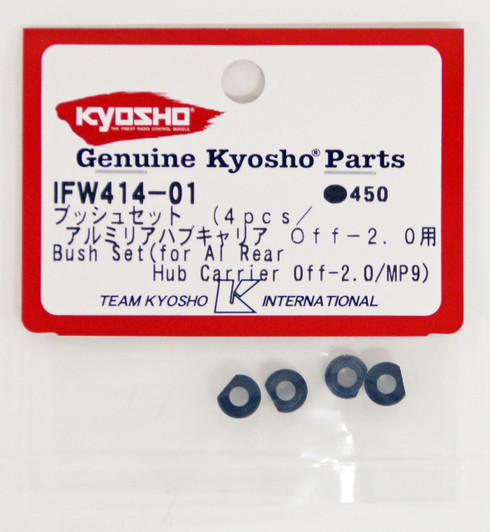 KYOSHO
THE FINEST RADIO CONTROL MODELS
Genuine Kyosho® Parts
IFW414-01 ●450
ブッシュセット (4pcs/
アルミリアハブキャリア Off-2.0用
Bush Set(for Al Rear
Hub Carrier Off-2.0/MP9)
TEAM KYOSHO K INTERNATIONAL